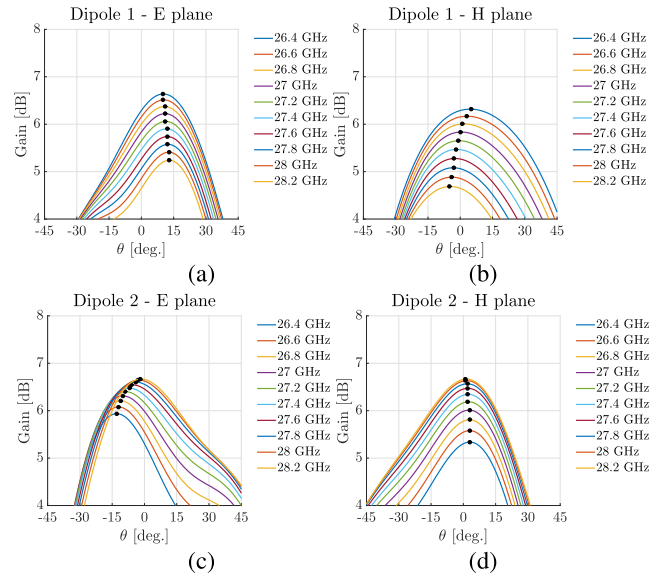 Dipole 1 - E plane
8
7
6
5
4
Gain [dB]
-45 -30 -15 0 15 30 45
θ [deg.]
26.4 GHz
26.6 GHz
26.8 GHz
27 GHz
27.2 GHz
27.4 GHz
27.6 GHz
27.8 GHz
28 GHz
28.2 GHz
(a)
Dipole 1 - H plane
8
7
6
5
4
Gain [dB]
-45 -30 -15 0 15 30 45
θ [deg.]
26.4 GHz
26.6 GHz
26.8 GHz
27 GHz
27.2 GHz
27.4 GHz
27.6 GHz
27.8 GHz
28 GHz
28.2 GHz
(b)
Dipole 2 - E plane
8
7
6
5
4
Gain [dB]
-45 -30 -15 0 15 30 45
θ [deg.]
26.4 GHz
26.6 GHz
26.8 GHz
27 GHz
27.2 GHz
27.4 GHz
27.6 GHz
27.8 GHz
28 GHz
28.2 GHz
(c)
Dipole 2 - H plane
8
7
6
5
4
Gain [dB]
-45 -30 -15 0 15 30 45
θ [deg.]
26.4 GHz
26.6 GHz
26.8 GHz
27 GHz
27.2 GHz
27.4 GHz
27.6 GHz
27.8 GHz
28 GHz
28.2 GHz
(d)